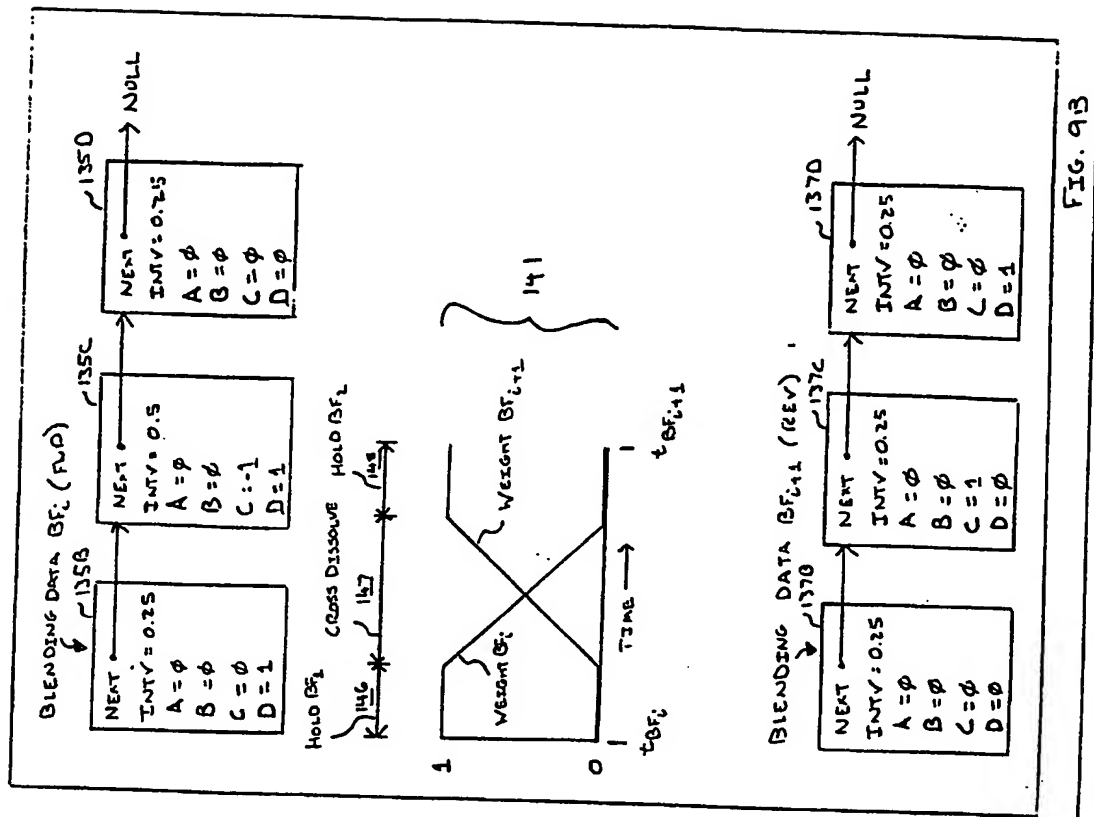 BLENDING DATA BFi (FWD)
135B
NEXT
INTV = 0.25
A = ø
B = ø
C = ø
D = 1
135C
NEXT
INTV = 0.5
A = ø
B = ø
C = -1
D = 1
135D
NEXT → NULL
INTV = 0.25
A = ø
B = ø
C = ø
D = ø
HOLD BF2
146
CROSS DISSOLVE
147
HOLD BF2
148
1
0
WEIGHT BFi
WEIGHT BFi+1
141
tBFi
TIME →
tBFi+1
BLENDING DATA BFi+1 (REV)
137B
NEXT
INTV = 0.25
A = ø
B = ø
C = ø
D = ø
137C
NEXT
INTV = 0.25
A = ø
B = ø
C = 1
D = ø
137D
NEXT → NULL
INTV = 0.25
A = ø
B = ø
C = ø
D = 1
FIG. 9B